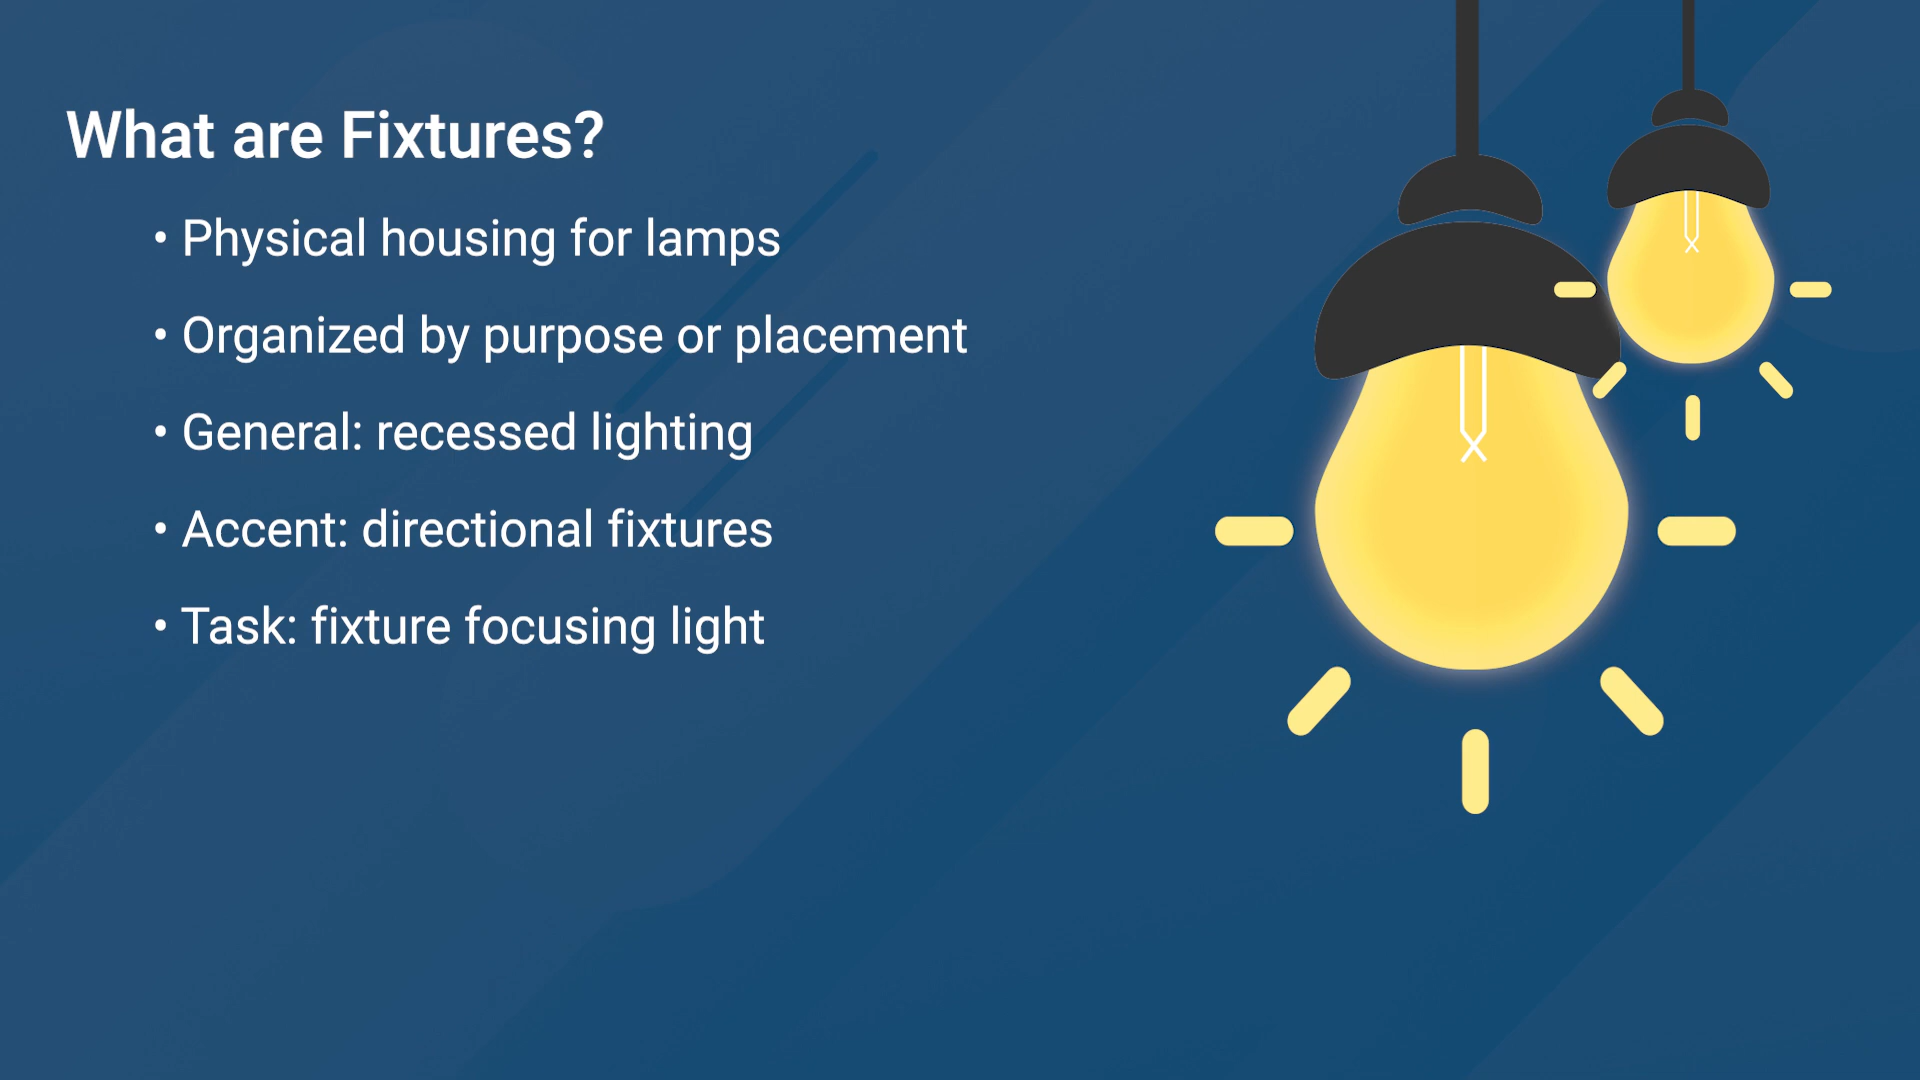 What are Fixtures?
• Physical housing for lamps
• Organized by purpose or placement
• General: recessed lighting
• Accent: directional fixtures
• Task: fixture focusing light